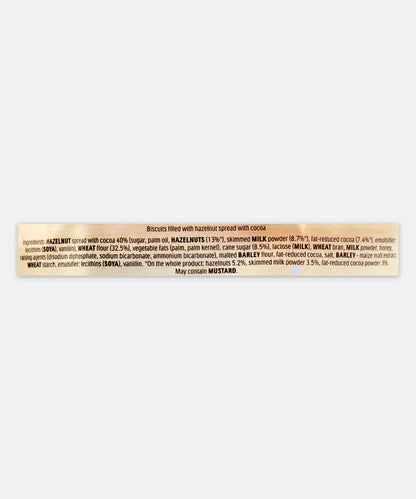 Biscuits filled with hazelnut spread with cocoa
Ingredients: HAZELNUT spread with cocoa 40% (sugar, palm oil, HAZELNUTS (13%*), skimmed MILK powder (8.7%*), fat-reduced cocoa (7.4%*), emulsifier:
lecithins (SOYA), vanillin), WHEAT flour (32.5%), vegetable fats (palm, palm kernel), cane sugar (8.5%), lactose (MILK), WHEAT bran, MILK powder, honey,
raising agents (disodium diphosphate, sodium bicarbonate, ammonium bicarbonate), malted BARLEY flour, fat-reduced cocoa, salt, BARLEY - maize malt extract,
WHEAT starch, emulsifier: lecithins (SOYA), vanillin. *On the whole product: hazelnuts 5.2%, skimmed milk powder 3.5%, fat-reduced cocoa powder 3%.
May contain MUSTARD.